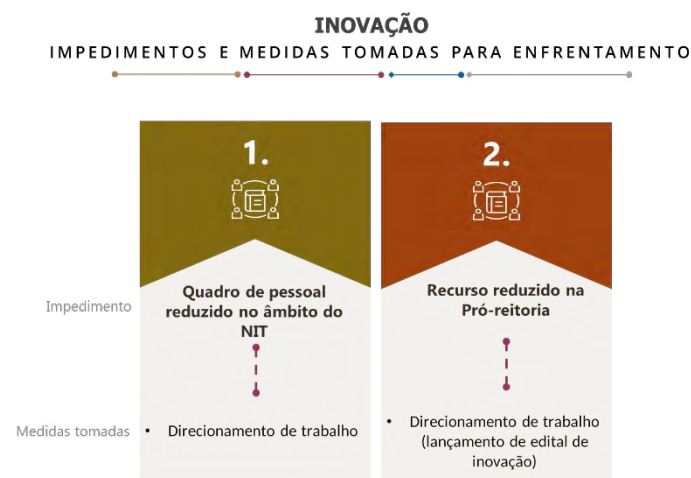 INOVAÇÃO
IMPEDIMENTOS E MEDIDAS TOMADAS PARA ENFRENTAMENTO
1.
2.
Impedimento
Quadro de pessoal
reduzido no âmbito do
NIT
Recurso reduzido na
Pró-reitoria
Medidas tomadas
• Direcionamento de trabalho
• Direcionamento de trabalho
(lançamento de edital de
inovação)